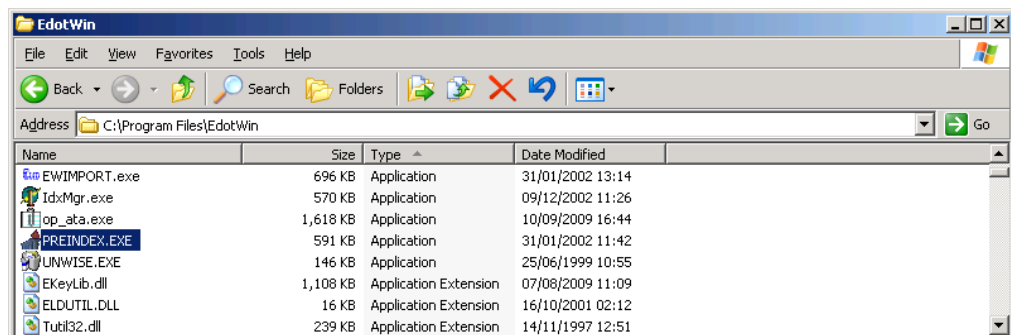 EdotWin
File Edit View Favorites Tools Help
Back Search Folders
Address C:\Program Files\EdotWin Go
Name Size Type Date Modified
EWIMPORT.exe 696 KB Application 31/01/2002 13:14
IdxMgr.exe 570 KB Application 09/12/2002 11:26
op_ata.exe 1,618 KB Application 10/09/2009 16:44
PREINDEX.EXE 591 KB Application 31/01/2002 11:42
UNWISE.EXE 146 KB Application 25/06/1999 10:55
EKeyLib.dll 1,108 KB Application Extension 07/08/2009 11:09
ELDUTIL.DLL 16 KB Application Extension 16/10/2001 02:12
Tutil32.dll 239 KB Application Extension 14/11/1997 12:51